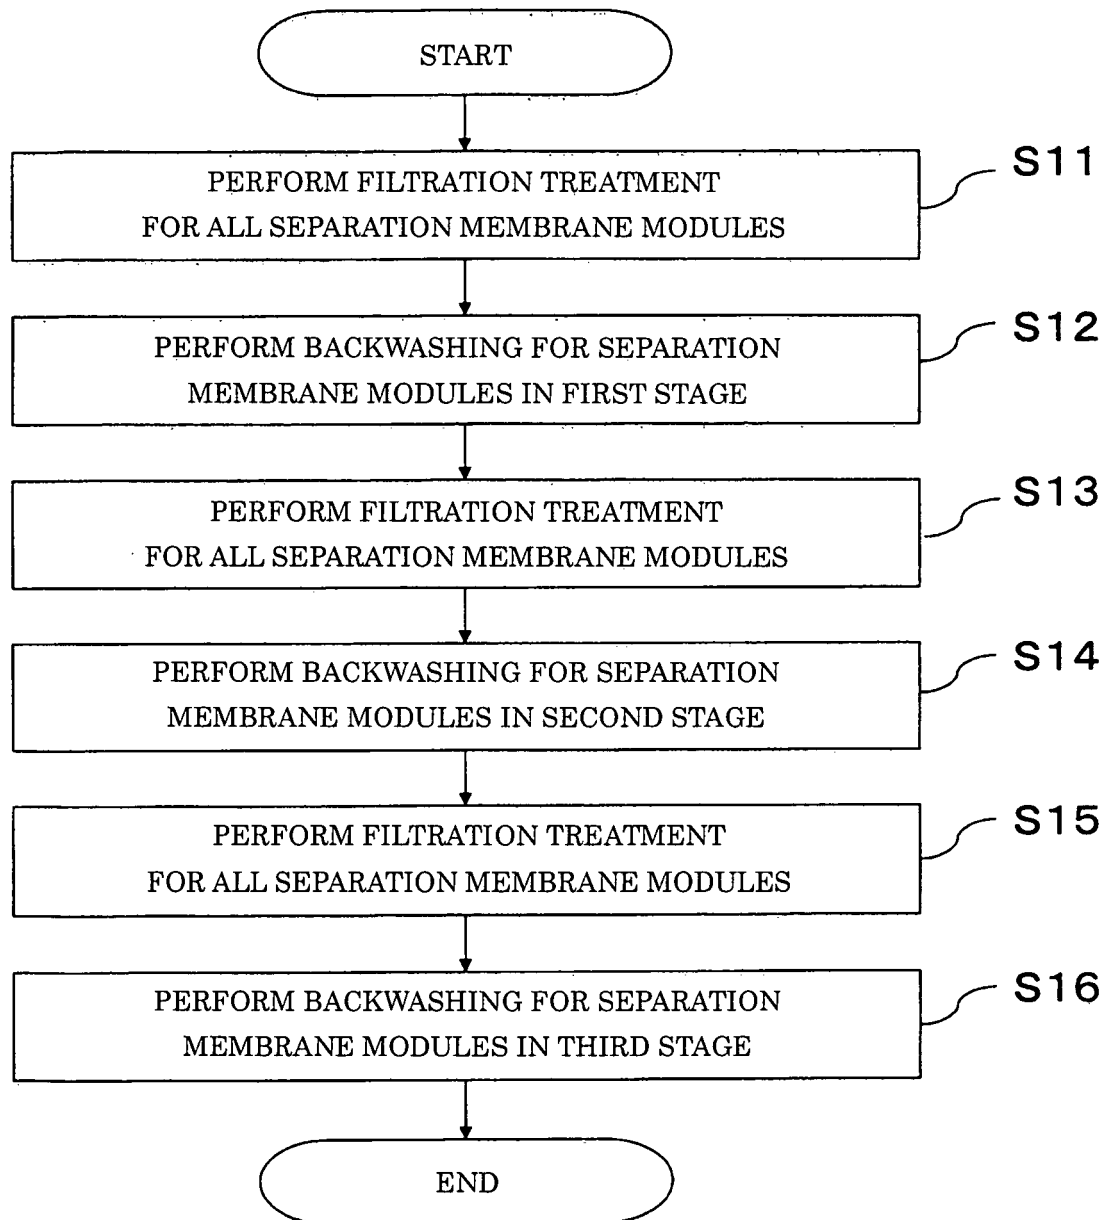 START
S11
PERFORM FILTRATION TREATMENT
FOR ALL SEPARATION MEMBRANE MODULES
S12
PERFORM BACKWASHING FOR SEPARATION
MEMBRANE MODULES IN FIRST STAGE
S13
PERFORM FILTRATION TREATMENT
FOR ALL SEPARATION MEMBRANE MODULES
S14
PERFORM BACKWASHING FOR SEPARATION
MEMBRANE MODULES IN SECOND STAGE
S15
PERFORM FILTRATION TREATMENT
FOR ALL SEPARATION MEMBRANE MODULES
S16
PERFORM BACKWASHING FOR SEPARATION
MEMBRANE MODULES IN THIRD STAGE
END